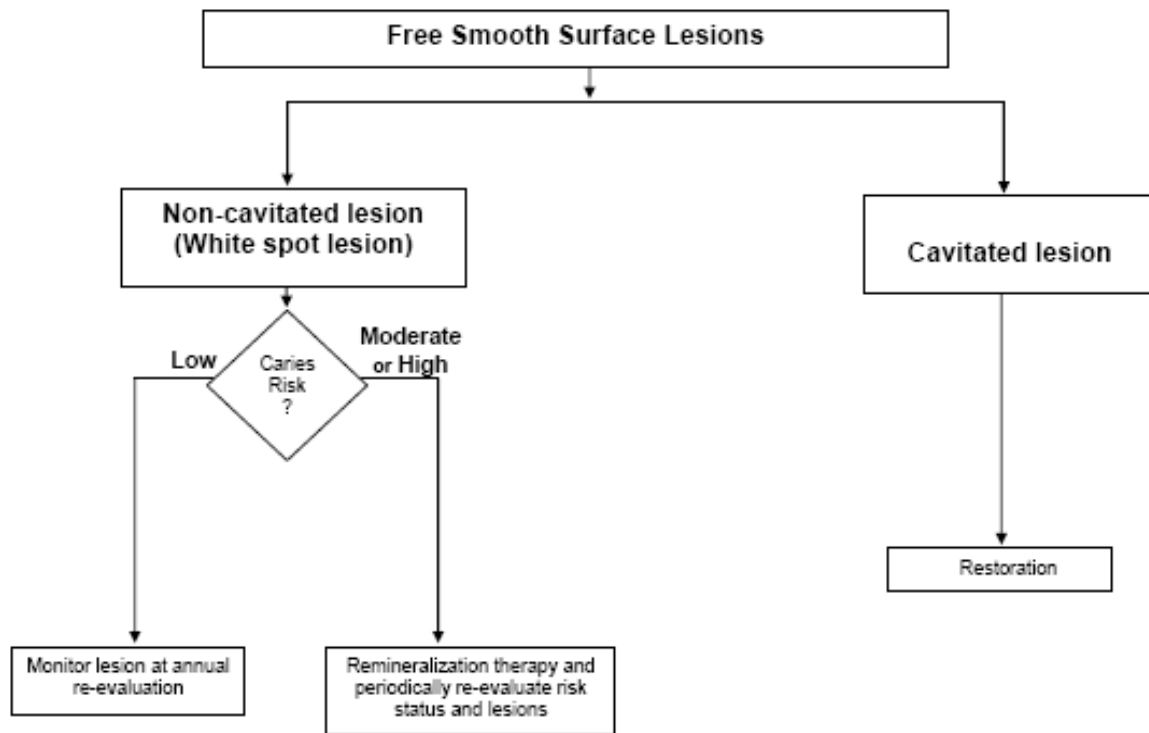 Free Smooth Surface Lesions
Non-cavitated lesion
(White spot lesion)
Cavitated lesion
Low
Caries
Risk
?
Moderate
or High
Restoration
Monitor lesion at annual
re-evaluation
Remineralization therapy and
periodically re-evaluate risk
status and lesions